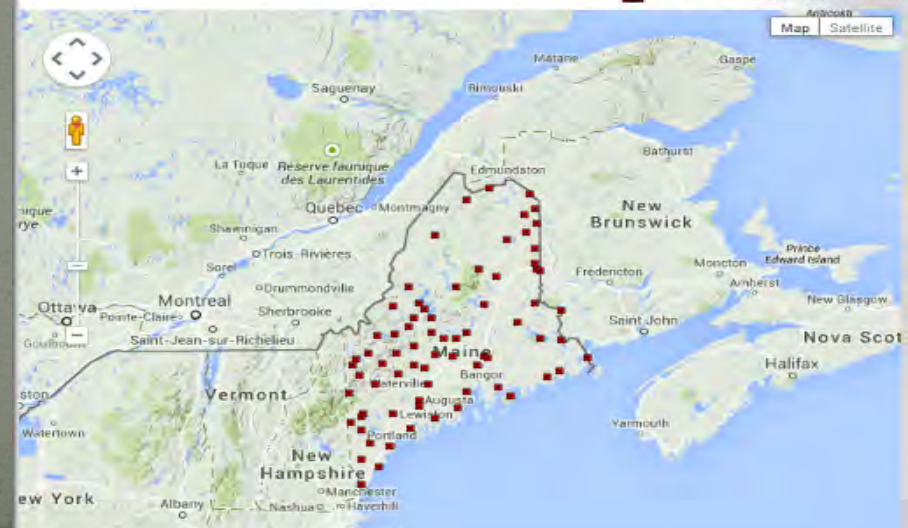 Map
Satellite
Matane
Gaspe
Saguenay
Rimouski
Bathurst
La Tuque
Reserve faunique
des Laurentides
Edmundston
Quebec
Montmagny
New
Brunswick
Shawinigan
Trois-Rivières
Prince
Edward Island
Sorel
Moncton
Fredericton
Amherst
Drummondville
New Glasgow
Ottawa
Montreal
Pointe-Claire
Sherbrooke
Saint John
Saint-Jean-sur-Richelieu
Nova Scot
Maine
Halifax
Bangor
Waterville
Vermont
Augusta
Lewiston
Yarmouth
Watertown
Portland
New
Hampshire
Manchester
ew York
Albany
Nashua
Haverhill